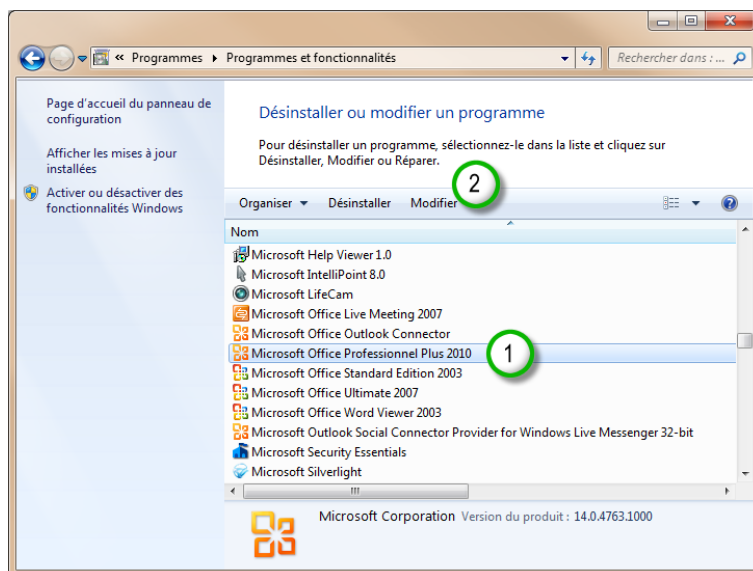 « Programmes Programmes et fonctionnalités Rechercher dans : ...
Page d'accueil du panneau de
configuration
Afficher les mises à jour
installées
Activer ou désactiver des
fonctionnalités Windows
Désinstaller ou modifier un programme
Pour désinstaller un programme, sélectionnez-le dans la liste et cliquez sur
Désinstaller, Modifier ou Réparer.
2
Organiser Désinstaller Modifier
Nom
Microsoft Help Viewer 1.0
Microsoft IntelliPoint 8.0
Microsoft LifeCam
Microsoft Office Live Meeting 2007
Microsoft Office Outlook Connector
Microsoft Office Professionnel Plus 2010 1
Microsoft Office Standard Edition 2003
Microsoft Office Ultimate 2007
Microsoft Office Word Viewer 2003
Microsoft Outlook Social Connector Provider for Windows Live Messenger 32-bit
Microsoft Security Essentials
Microsoft Silverlight
Microsoft Corporation Version du produit : 14.0.4763.1000